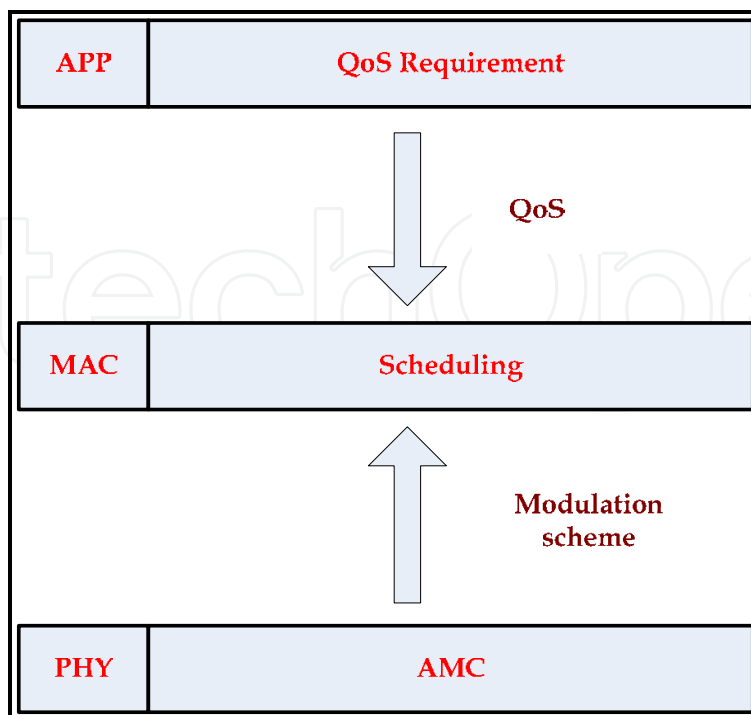 APP QoS Requirement
QoS
MAC Scheduling
Modulation
scheme
PHY AMC